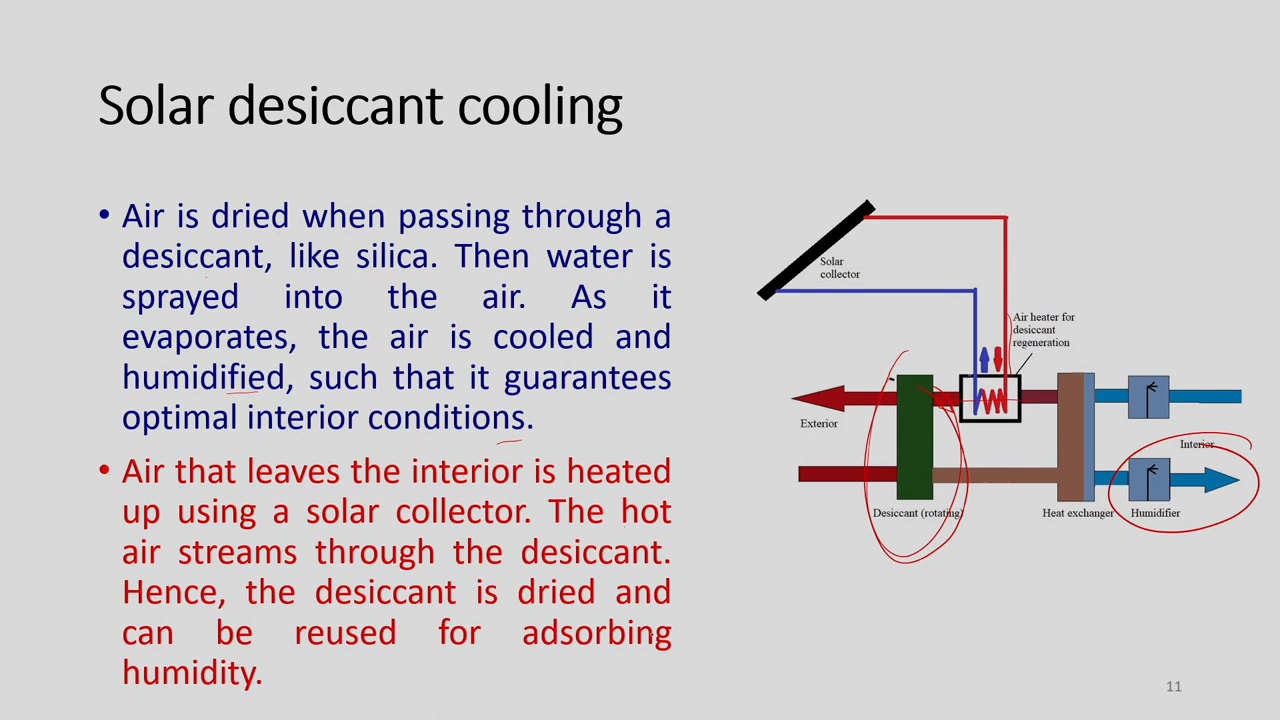 Solar desiccant cooling
• Air is dried when passing through a
desiccant, like silica. Then water is
sprayed into the air. As it
evaporates, the air is cooled and
humidified, such that it guarantees
optimal interior conditions.
• Air that leaves the interior is heated
up using a solar collector. The hot
air streams through the desiccant.
Hence, the desiccant is dried and
can be reused for adsorbing
humidity.
Solar
collector
Air heater for
desiccant
regeneration
Exterior
Interior
Desiccant (rotating)
Heat exchanger
Humidifier
11